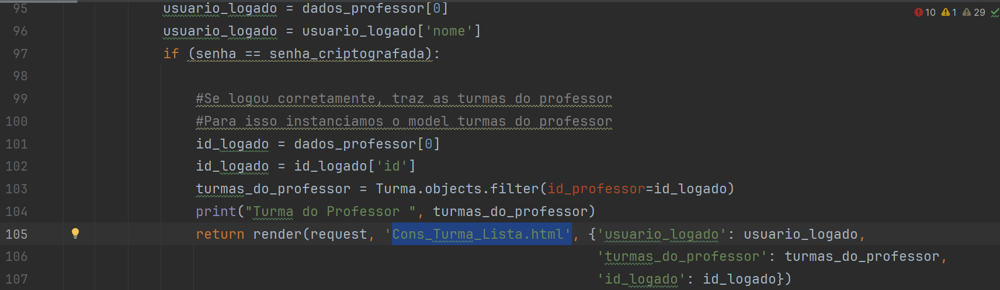 95 usuario_logado = dados_professor[0]
10 1 29
96 usuario_logado = usuario_logado['nome']
97 if (senha == senha_criptografada):
98
99 #Se logou corretamente, traz as turmas do professor
100 #Para isso instanciamos o model turmas do professor
101 id_logado = dados_professor[0]
102 id_logado = id_logado['id']
103 turmas_do_professor = Turma.objects.filter(id_professor=id_logado)
104 print("Turma do Professor ", turmas_do_professor)
105 return render(request, 'Cons_Turma_Lista.html', {'usuario_logado': usuario_logado,
106 'turmas_do_professor': turmas_do_professor,
107 'id_logado': id_logado})